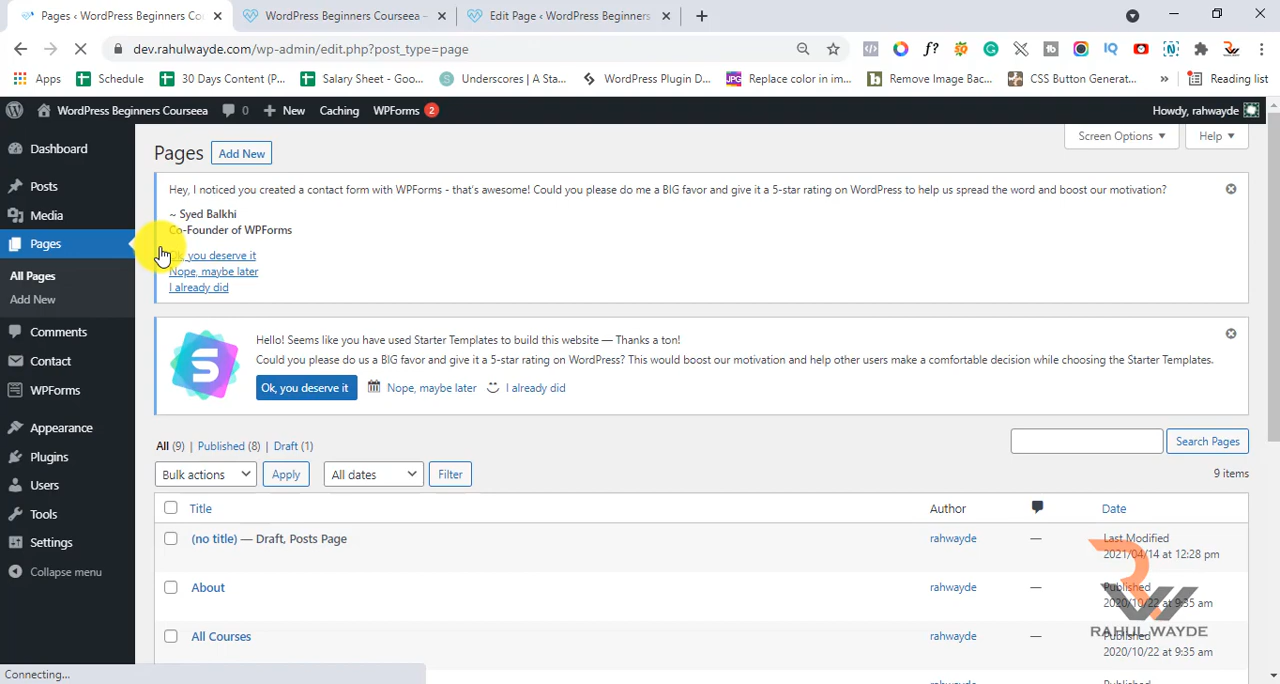 Pages ‹ WordPress Beginners Co
WordPress Beginners Courseea –
Edit Page ‹ WordPress Beginners
dev.rahulwayde.com/wp-admin/edit.php?post_type=page
Apps
Schedule
30 Days Content (P...
Salary Sheet - Goo...
Underscores | A Sta...
WordPress Plugin D...
Replace color in im...
Remove Image Bac...
CSS Button Generat...
»
Reading list
WordPress Beginners Courseea
0
New
Caching
WPForms 2
Howdy, rahwayde
Dashboard
Posts
Media
Pages
All Pages
Add New
Comments
Contact
WPForms
Appearance
Plugins
Users
Tools
Settings
Collapse menu
Screen Options
Help
Pages
Add New
Hey, I noticed you created a contact form with WPForms - that's awesome! Could you please do me a BIG favor and give it a 5-star rating on WordPress to help us spread the word and boost our motivation?
~ Syed Balkhi
Co-Founder of WPForms
Ok, you deserve it
Nope, maybe later
I already did
Hello! Seems like you have used Starter Templates to build this website — Thanks a ton!
Could you please do us a BIG favor and give it a 5-star rating on WordPress? This would boost our motivation and help other users make a comfortable decision while choosing the Starter Templates.
Ok, you deserve it
Nope, maybe later
I already did
All (9) | Published (8) | Draft (1)
Search Pages
Bulk actions
Apply
All dates
Filter
9 items
Title
Author
Date
(no title) — Draft, Posts Page
rahwayde
—
Last Modified
2021/04/14 at 12:28 pm
About
rahwayde
—
Published
2020/10/22 at 9:35 am
All Courses
rahwayde
—
Published
2020/10/22 at 9:35 am
RAHUL WAYDE
Connecting...